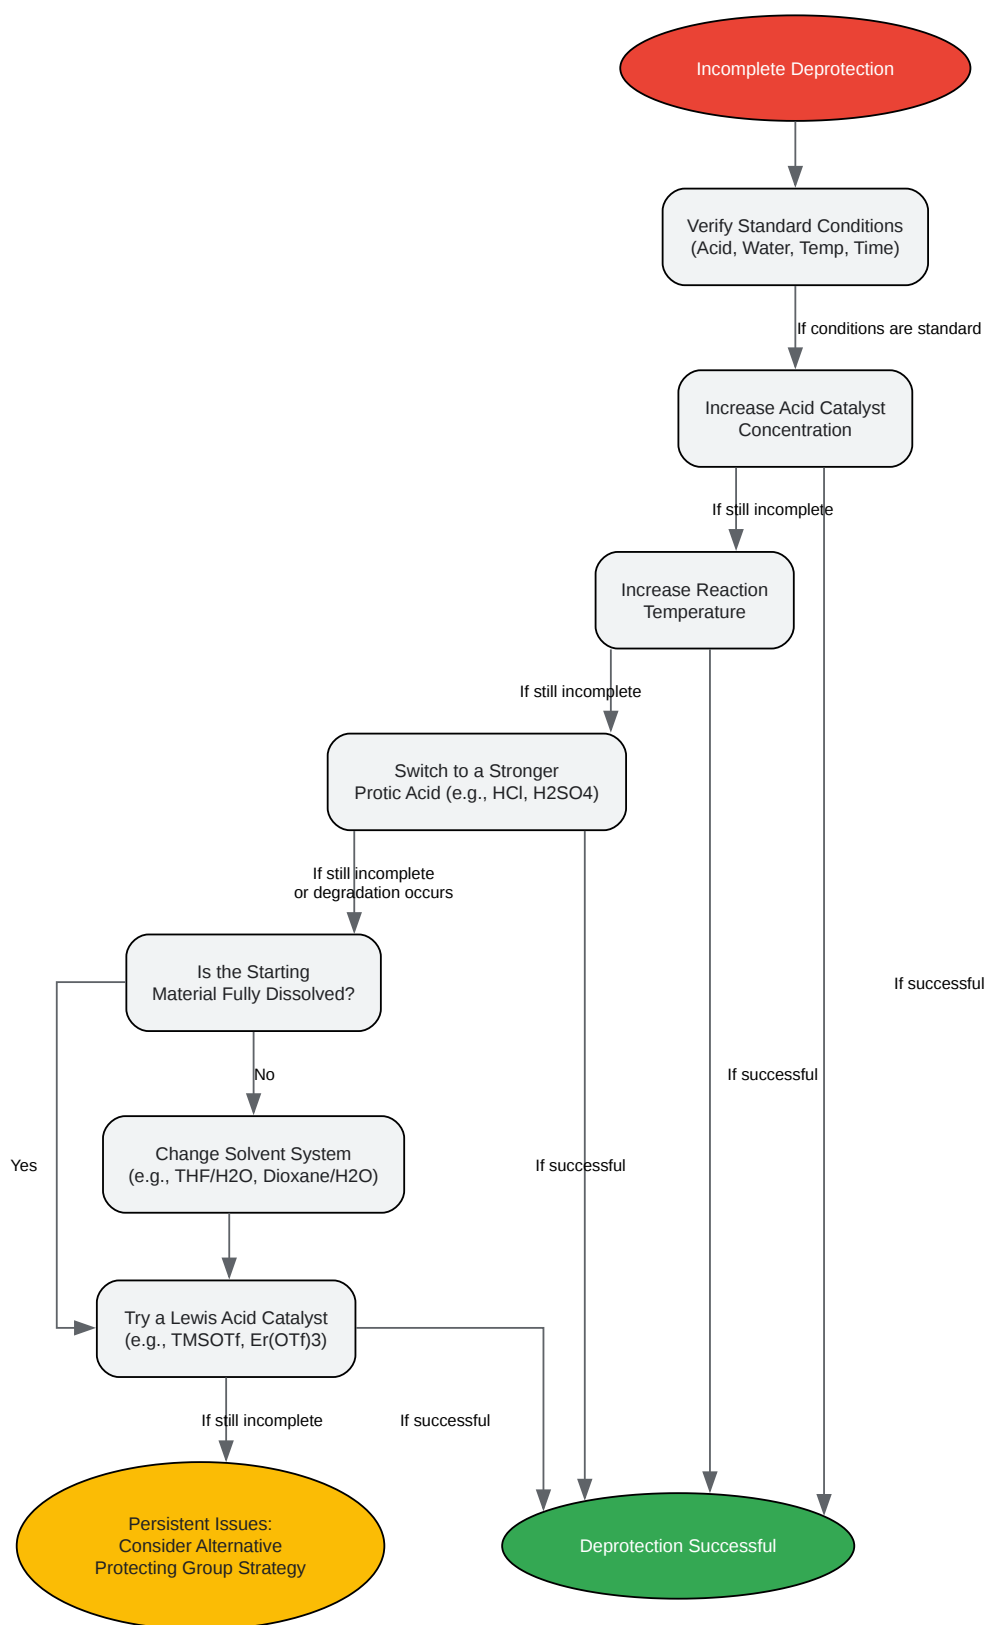 Incomplete Deprotection
Verify Standard Conditions
(Acid, Water, Temp, Time)
If conditions are standard
Increase Acid Catalyst
Concentration
If still incomplete
Increase Reaction
Temperature
If still incomplete
Switch to a Stronger
Protic Acid (e.g., HCl, H2SO4)
If still incomplete
or degradation occurs
Is the Starting
Material Fully Dissolved?
If successful
No
If successful
Change Solvent System
(e.g., THF/H2O, Dioxane/H2O)
Yes
If successful
Try a Lewis Acid Catalyst
(e.g., TMSOTf, Er(OTf)3)
If still incomplete
If successful
Persistent Issues:
Consider Alternative
Protecting Group Strategy
Deprotection Successful